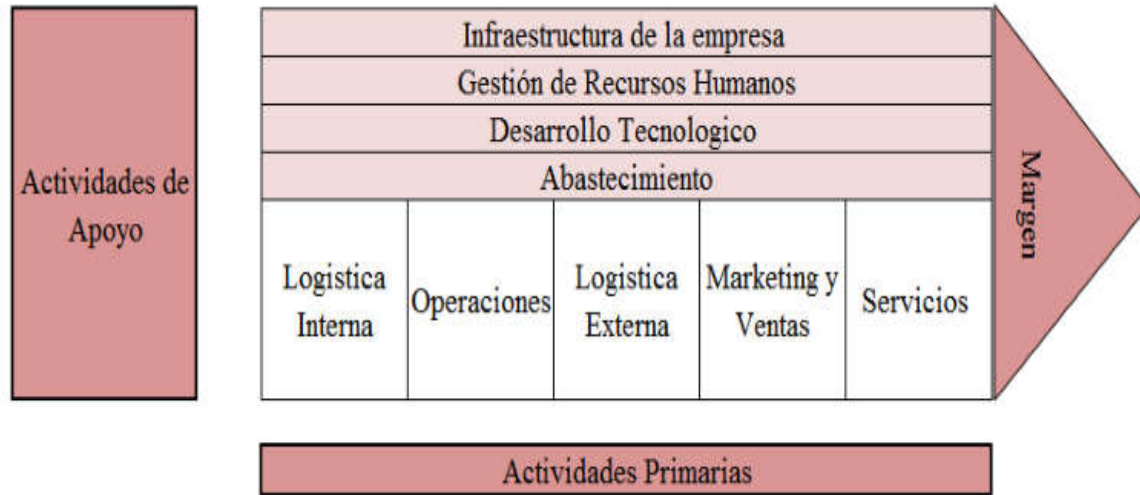 Infraestructura de la empresa
Gestión de Recursos Humanos
Desarrollo Tecnologico
Abastecimiento
Actividades de
Apoyo
Logistica
Interna
Operaciones
Logistica
Externa
Marketing y
Ventas
Servicios
Margen
Actividades Primarias